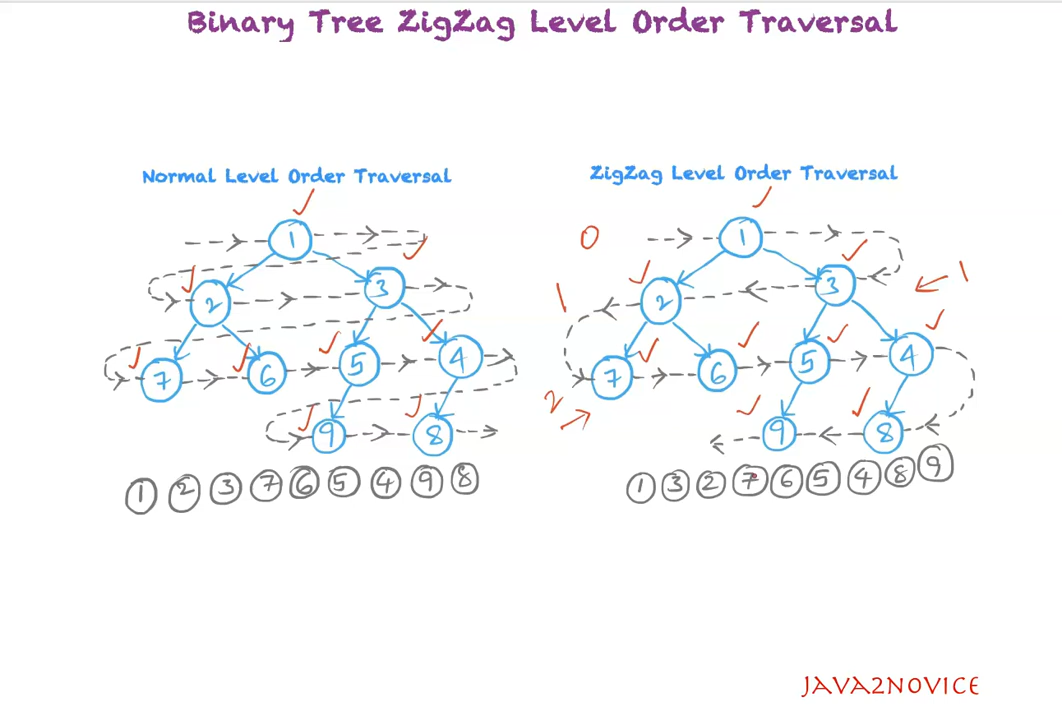 Binary Tree ZigZag Level Order Traversal
Normal Level Order Traversal
1
2 3
7 6 5 4
9 8
1 2 3 7 6 5 4 9 8
ZigZag Level Order Traversal
0 1
1 2 3 1
2 7 6 5 4
9 8
1 3 2 7 6 5 4 8 9
JAVA2NOVICE